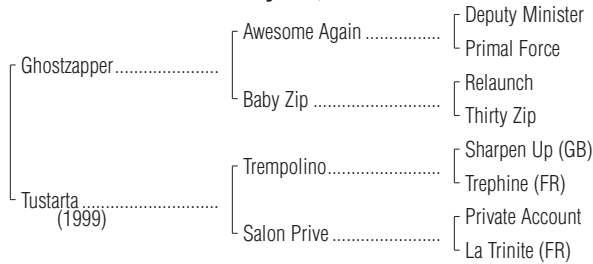 Deputy Minister
Awesome Again
Primal Force
Ghostzapper
Relaunch
Baby Zip
Thirty Zip
Sharpen Up (GB)
Trempolino
Trephine (FR)
Tustarta
(1999)
Private Account
Salon Prive
La Trinite (FR)